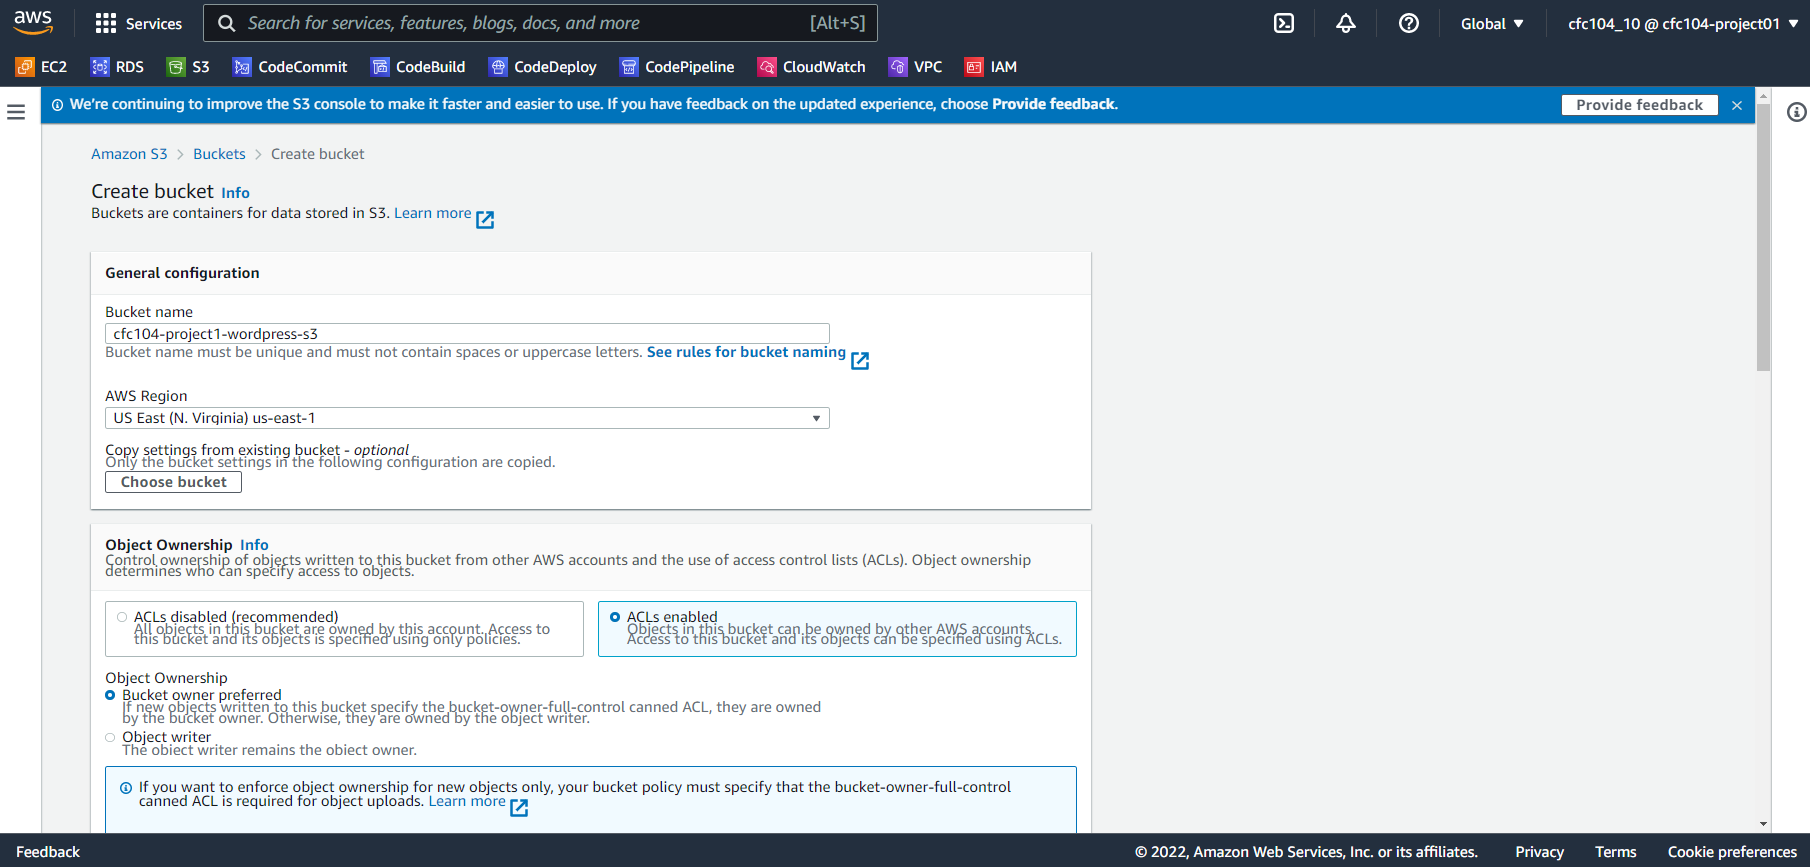 aws Services Search for services, features, blogs, docs, and more [Alt+S] Global cfc104_10 @ cfc104-project01
EC2 RDS S3 CodeCommit CodeBuild CodeDeploy CodePipeline CloudWatch VPC IAM
We're continuing to improve the S3 console to make it faster and easier to use. If you have feedback on the updated experience, choose Provide feedback. Provide feedback
Amazon S3 > Buckets > Create bucket
Create bucket Info
Buckets are containers for data stored in S3. Learn more
General configuration
Bucket name
cfc104-project1-wordpress-s3
Bucket name must be unique and must not contain spaces or uppercase letters. See rules for bucket naming
AWS Region
US East (N. Virginia) us-east-1
Copy settings from existing bucket - optional
Only the bucket settings in the following configuration are copied.
Choose bucket
Object Ownership Info
Control ownership of objects written to this bucket from other AWS accounts and the use of access control lists (ACLs). Object ownership
determines who can specify access to objects.
ACLs disabled (recommended)
All objects in this bucket are owned by this account. Access to
this bucket and its objects is specified using only policies.
ACLs enabled
Objects in this bucket can be owned by other AWS accounts.
Access to this bucket and its objects can be specified using ACLs.
Object Ownership
Bucket owner preferred
If new objects written to this bucket specify the bucket-owner-full-control canned ACL, they are owned
by the bucket owner. Otherwise, they are owned by the object writer.
Object writer
The object writer remains the object owner.
If you want to enforce object ownership for new objects only, your bucket policy must specify that the bucket-owner-full-control
canned ACL is required for object uploads. Learn more
Feedback © 2022, Amazon Web Services, Inc. or its affiliates. Privacy Terms Cookie preferences